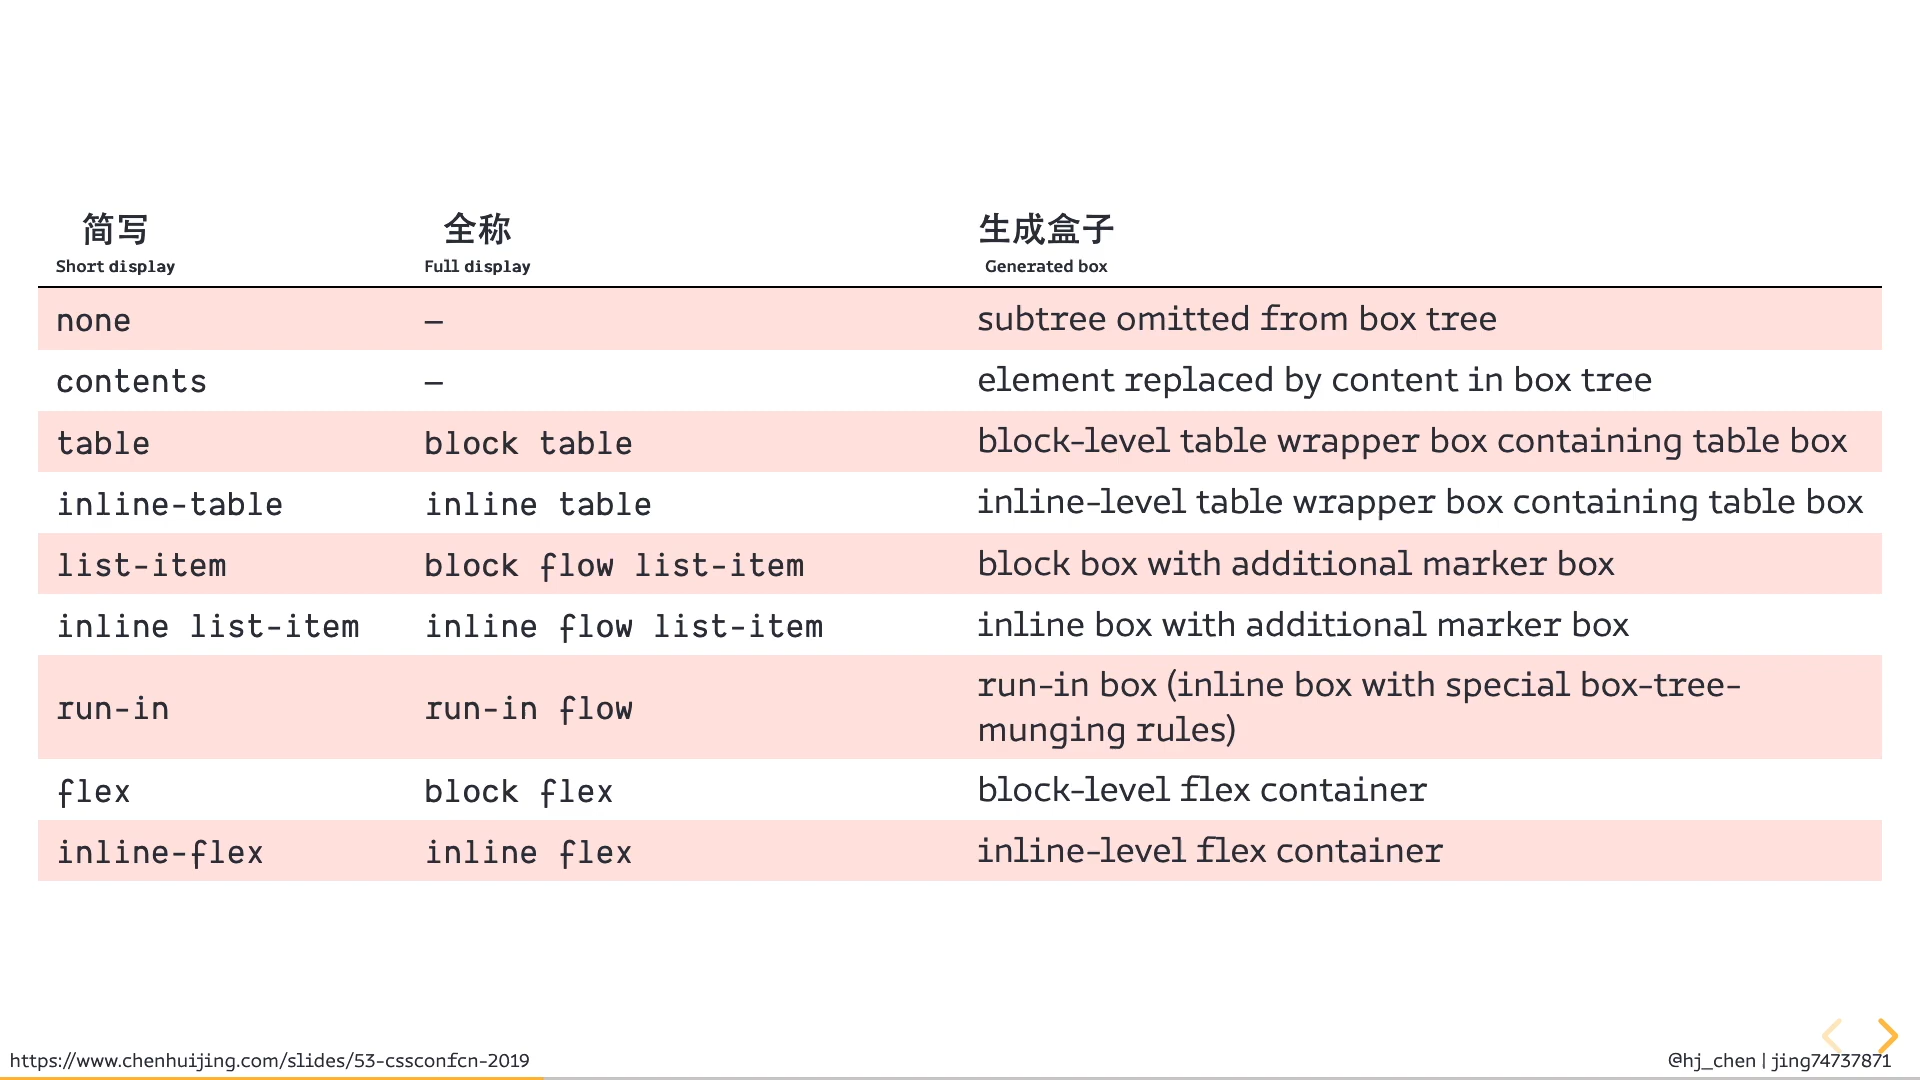 简写 全称 生成盒子
Short display Full display Generated box
none – subtree omitted from box tree
contents – element replaced by content in box tree
table block table block-level table wrapper box containing table box
inline-table inline table inline-level table wrapper box containing table box
list-item block flow list-item block box with additional marker box
inline list-item inline flow list-item inline box with additional marker box
run-in run-in flow run-in box (inline box with special box-tree-
munging rules)
flex block flex block-level flex container
inline-flex inline flex inline-level flex container
https://www.chenhuijing.com/slides/53-cssconfcn-2019 @hj_chen | jing74737871